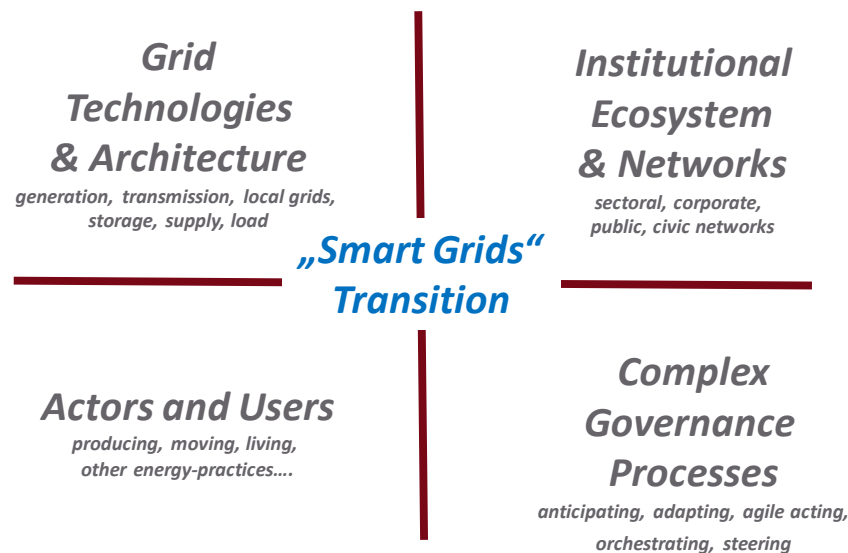 Grid
Technologies
& Architecture
generation, transmission, local grids,
storage, supply, load
Institutional
Ecosystem
& Networks
sectoral, corporate,
public, civic networks
„Smart Grids“
Transition
Actors and Users
producing, moving, living,
other energy-practices....
Complex
Governance
Processes
anticipating, adapting, agile acting,
orchestrating, steering